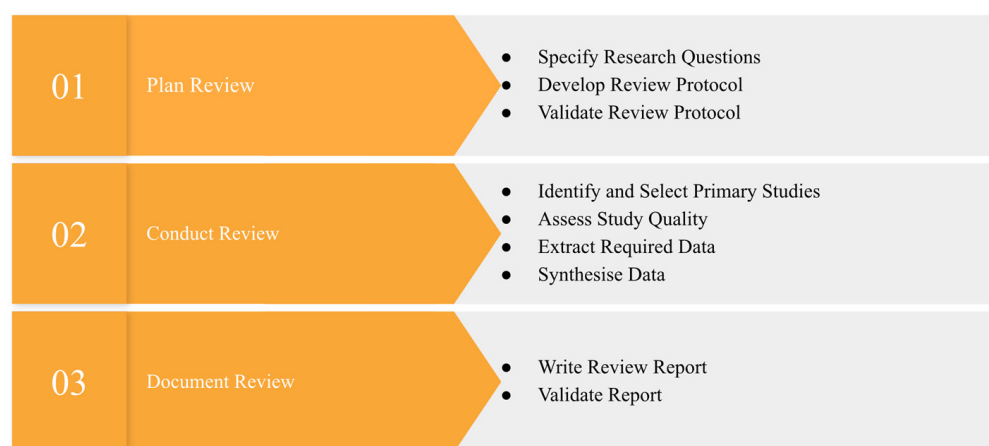 01
Plan Review
● Specify Research Questions
● Develop Review Protocol
● Validate Review Protocol
02
Conduct Review
● Identify and Select Primary Studies
● Assess Study Quality
● Extract Required Data
● Synthesise Data
03
Document Review
● Write Review Report
● Validate Report